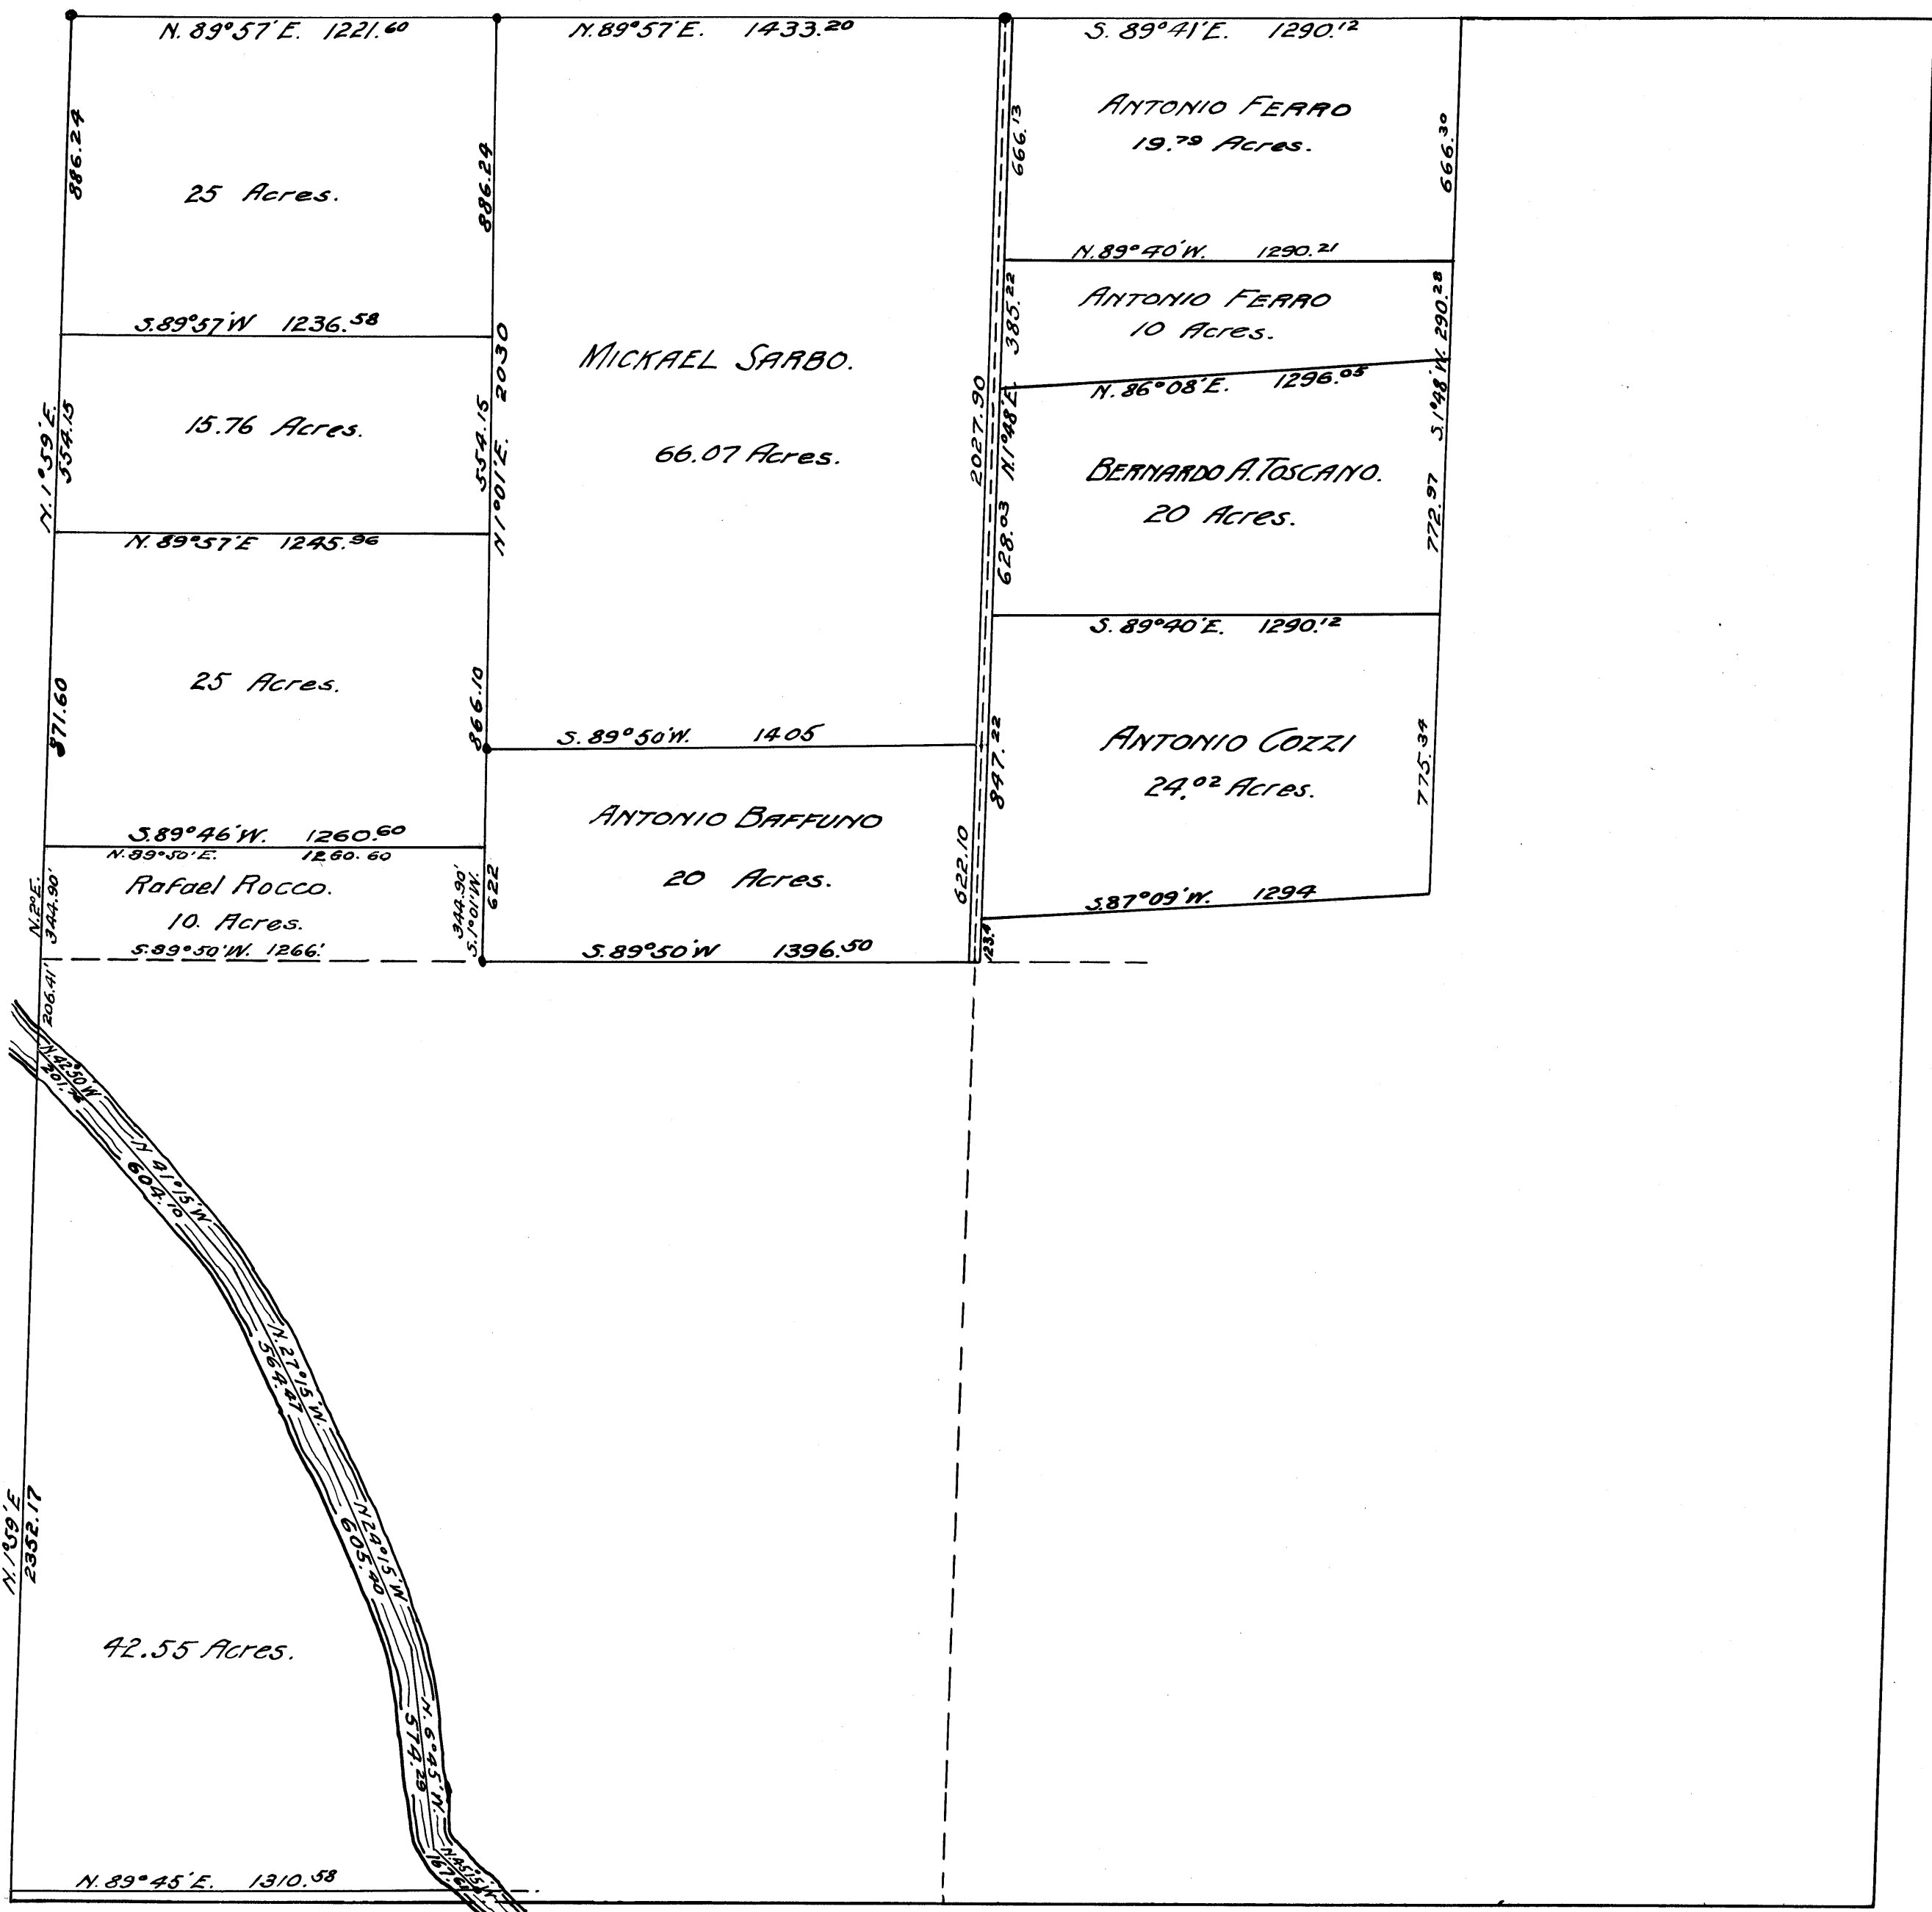 N. 89°57' E. 1221.60
N. 89°57' E. 1433.20
S. 89°41' E. 1290.12
886.24
25 Acres.
886.24
666.13
ANTONIO FERRO
19.79 Acres.
666.30
S. 89°57' W 1236.58
N. 89°40' W. 1290.21
ANTONIO FERRO
10 Acres.
385.22
290.28
MICKAEL SARBO.
66.07 Acres.
N. 1°59' E.
554.15
15.76 Acres.
554.15
N 1°01' E. 2030
2027.90
N. 1°48' E.
N. 86°08' E. 1296.05
S. 1°48' W.
BERNARDO A. TOSCANO.
20 Acres.
628.03
772.97
N. 89°57' E 1245.96
S. 89°40' E. 1290.12
871.60
25 Acres.
866.10
S. 89°50' W. 1405
ANTONIO COZZI
24.02 Acres.
847.22
775.34
S. 89°46' W. 1260.60
N. 89°50' E. 1260.60
Rafael Rocco.
10. Acres.
S. 89°50' W. 1266.'
N. 2° E.
344.90'
344.90'
S. 1°01' W.
622
ANTONIO BAFFUNO
20 Acres.
622.10
S. 89°50' W 1396.50
S. 87°09' W. 1294
123.4
206.41'
N. 42°50' W
201.76
N 41°15' W
604.10
N. 27°15' W.
564.47
N 24°15' W
605.40
N. 6°45' W.
574.29
N. 1°59' E
2352.17
42.55 Acres.
N. 89°45' E. 1310.58